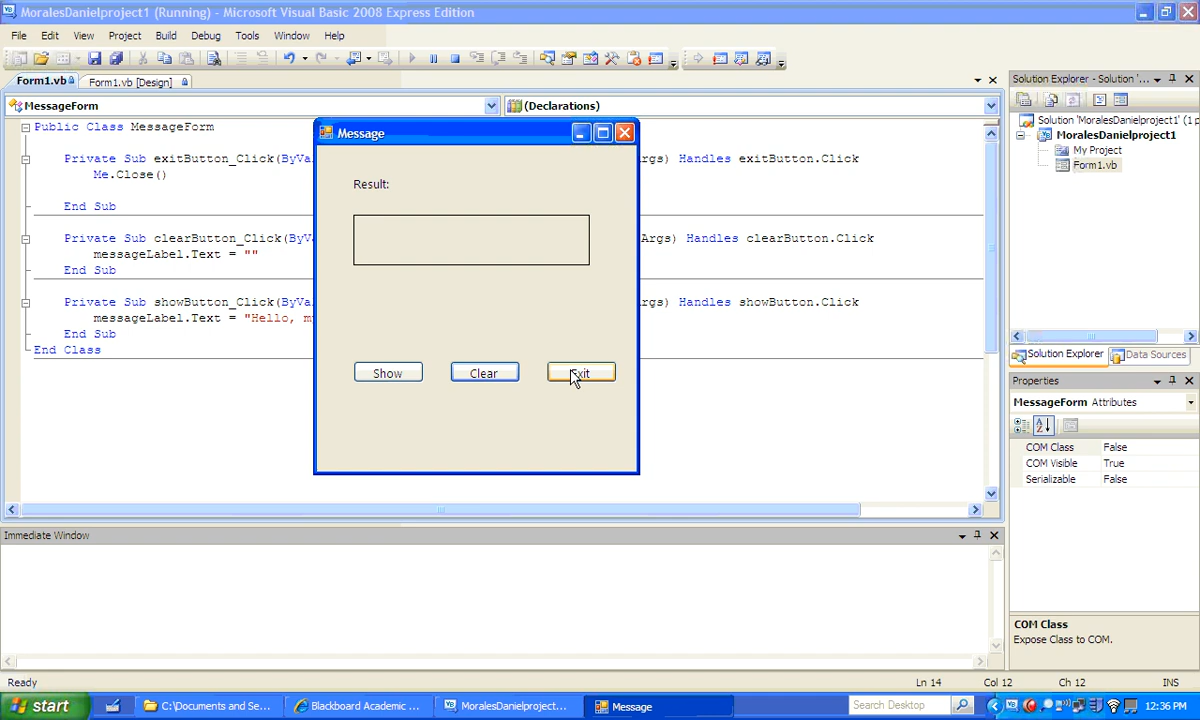 MoralesDanielproject1 (Running) - Microsoft Visual Basic 2008 Express Edition
File Edit View Project Build Debug Tools Window Help
Form1.vb Form1.vb [Design]
MessageForm (Declarations)
Public Class MessageForm
Private Sub exitButton_Click(ByVa rgs) Handles exitButton.Click
Me.Close()
End Sub
Private Sub clearButton_Click(ByV Args) Handles clearButton.Click
messageLabel.Text = ""
End Sub
Private Sub showButton_Click(ByVa rgs) Handles showButton.Click
messageLabel.Text = "Hello, m
End Sub
End Class
Message
Result:
Show Clear Exit
Solution Explorer - Solution '...
Solution 'MoralesDanielproject1' (1 p
MoralesDanielproject1
My Project
Form1.vb
Solution Explorer Data Sources
Properties
MessageForm Attributes
COM Class False
COM Visible True
Serializable False
COM Class
Expose Class to COM.
Immediate Window
Ready Ln 14 Col 12 Ch 12 INS
start C:\Documents and Se... Blackboard Academic ... MoralesDanielproject... Message Search Desktop 12:36 PM